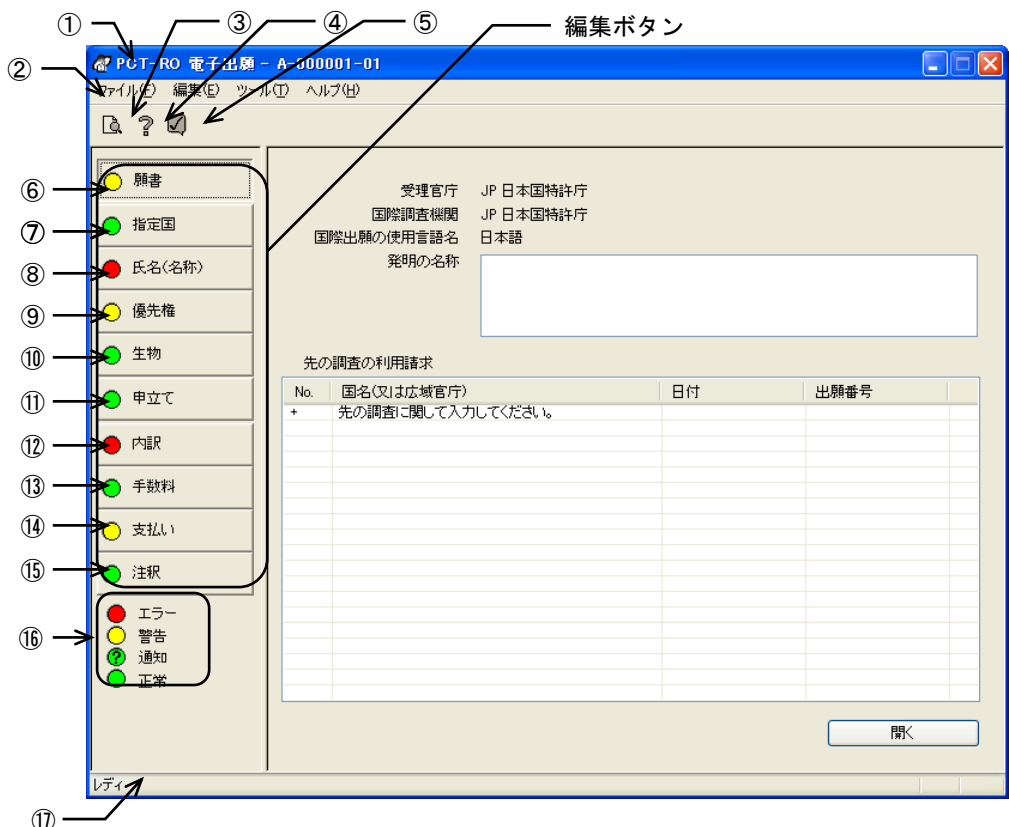 ① ③ ④ ⑤ 編集ボタン
② PCT-RO 電子出願 - A-000001-01
ファイル(F) 編集(E) ツール(T) ヘルプ(H)
⑥ 願書
⑦ 指定国
⑧ 氏名(名称)
⑨ 優先権
⑩ 生物
⑪ 申立て
⑫ 内訳
⑬ 手数料
⑭ 支払い
⑮ 注釈
⑯
エラー
警告
? 通知
正常
受理官庁 JP 日本国特許庁
国際調査機関 JP 日本国特許庁
国際出願の使用言語名 日本語
発明の名称
先の調査の利用請求
No. 国名(又は広域官庁) 日付 出願番号
+ 先の調査に関して入力してください。
開く
レディ
⑰